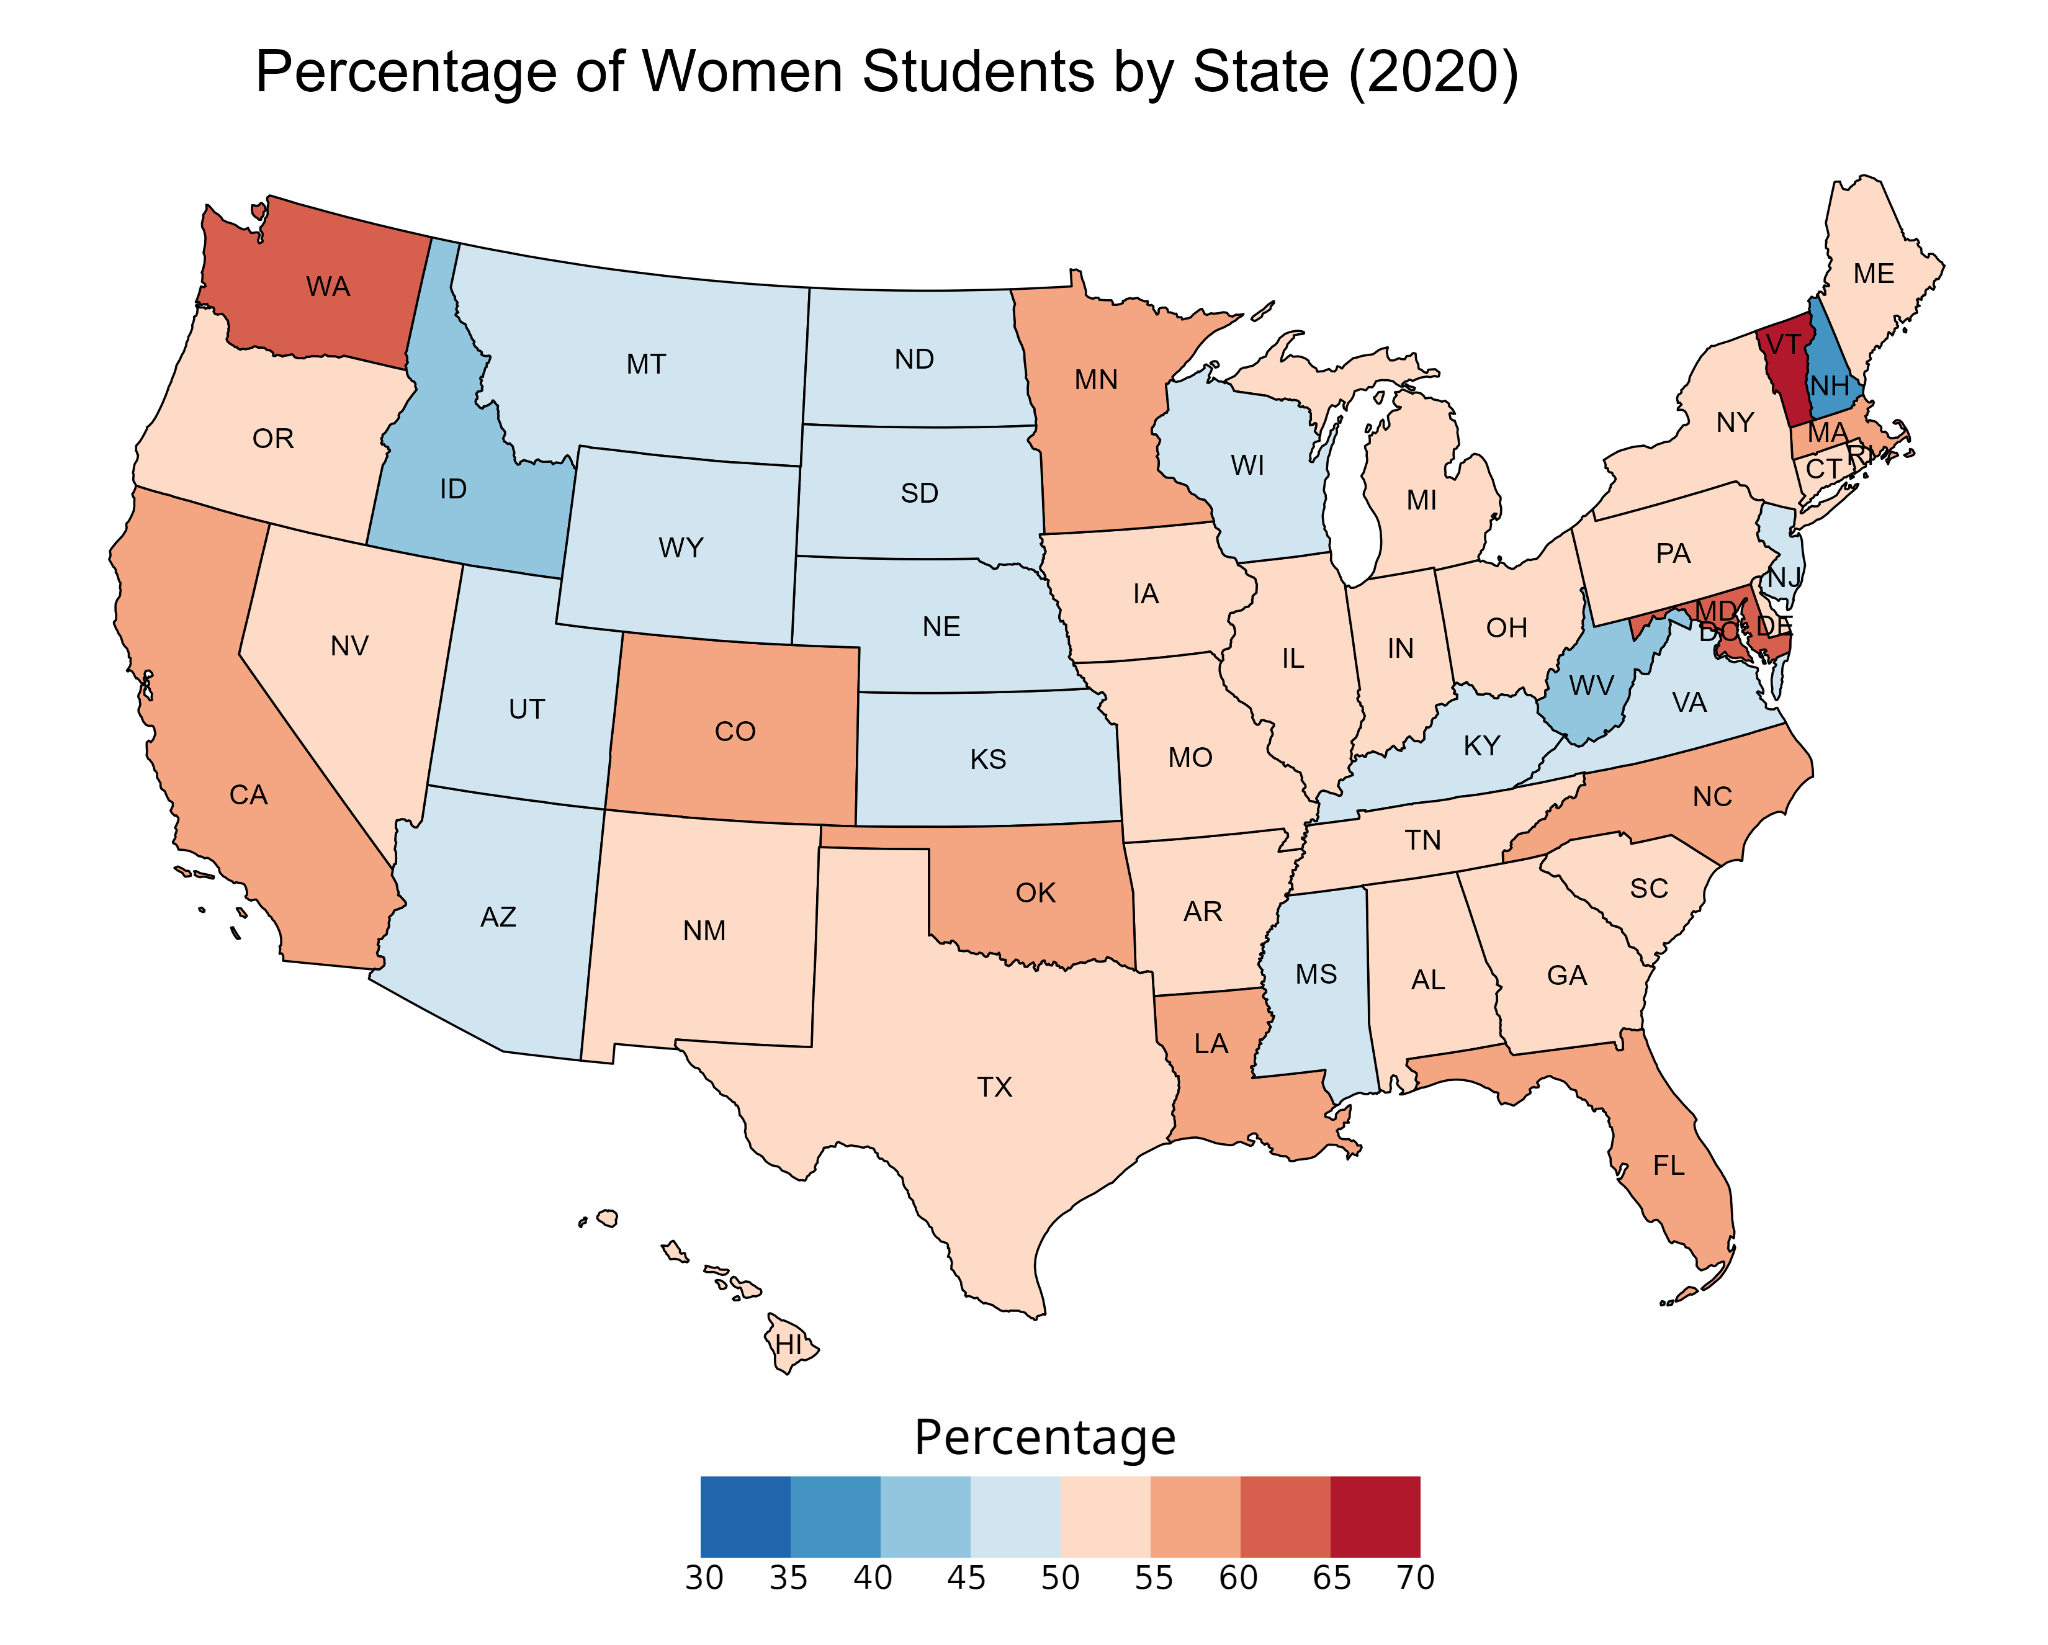 Percentage of Women Students by State (2020)
WA
ME
MT
ND
VT
MN
NH
NY
MA
OR
RI
CT
WI
ID
SD
MI
WY
PA
NJ
IA
MD
NE
OH
DE
DC
NV
IN
IL
WV
UT
VA
CO
KY
KS
MO
CA
NC
TN
SC
OK
AR
AZ
NM
MS
GA
AL
LA
TX
FL
HI
Percentage
30 35 40 45 50 55 60 65 70